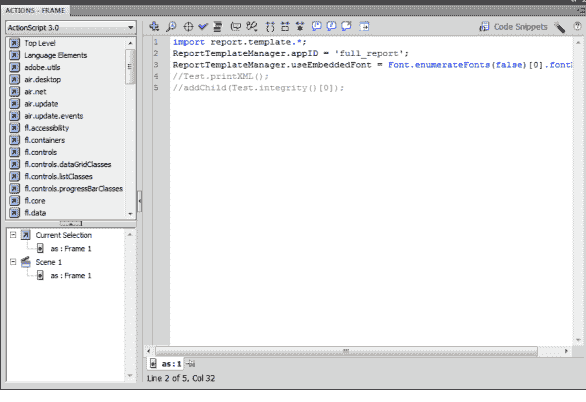 ACTIONS - FRAME
ActionScript 3.0
Code Snippets
Top Level
Language Elements
adobe.utils
air.desktop
air.net
air.update
air.update.events
fl.accessibility
fl.containers
fl.controls
fl.controls.dataGridClasses
fl.controls.listClasses
fl.controls.progressBarClasses
fl.core
fl.data
Current Selection
as : Frame 1
Scene 1
as : Frame 1
1 import report.template.*;
2 ReportTemplateManager.appID = 'full_report';
3 ReportTemplateManager.useEmbeddedFont = Font.enumerateFonts(false)[0].font
4 //Test.printXML();
5 //addChild(Test.integrity()[0]);
as:1
Line 2 of 5, Col 32